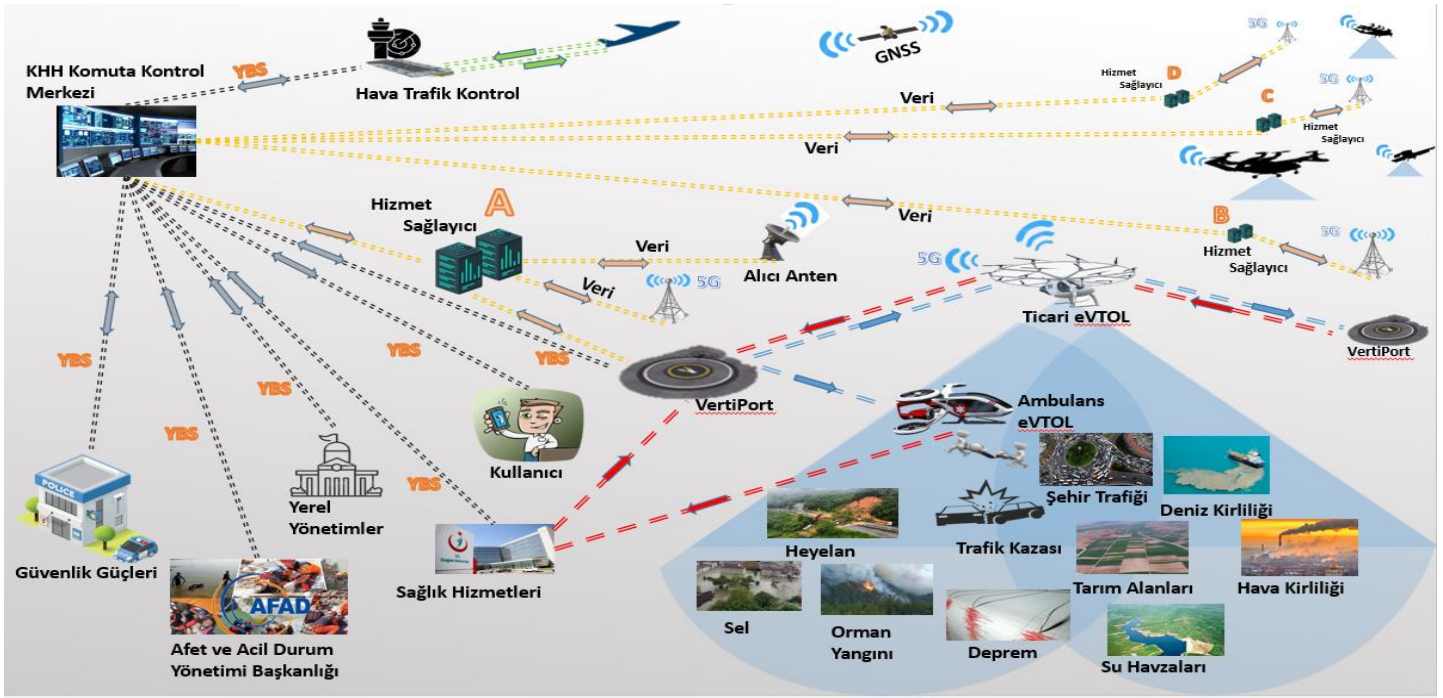 KHH Komuta Kontrol
Merkezi
YBS
Hava Trafik Kontrol
GNSS
5G
Hizmet
Sağlayıcı
D
Veri
5G
C
Hizmet
Sağlayıcı
Veri
Hizmet
Sağlayıcı
A
Veri
Alıcı Anten
Veri
5G
Veri
B
Hizmet
Sağlayıcı
5G
5G
Ticari eVTOL
VertiPort
YBS
YBS
YBS
YBS
YBS
YBS
VertiPort
Ambulans
eVTOL
Kullanıcı
POLICE
Güvenlik Güçleri
Yerel
Yönetimler
AFAD
Afet ve Acil Durum
Yönetimi Başkanlığı
Sağlık Hizmetleri
Şehir Trafiği
Deniz Kirliliği
Heyelan
Trafik Kazası
Tarım Alanları
Hava Kirliliği
Sel
Orman
Yangını
Deprem
Su Havzaları